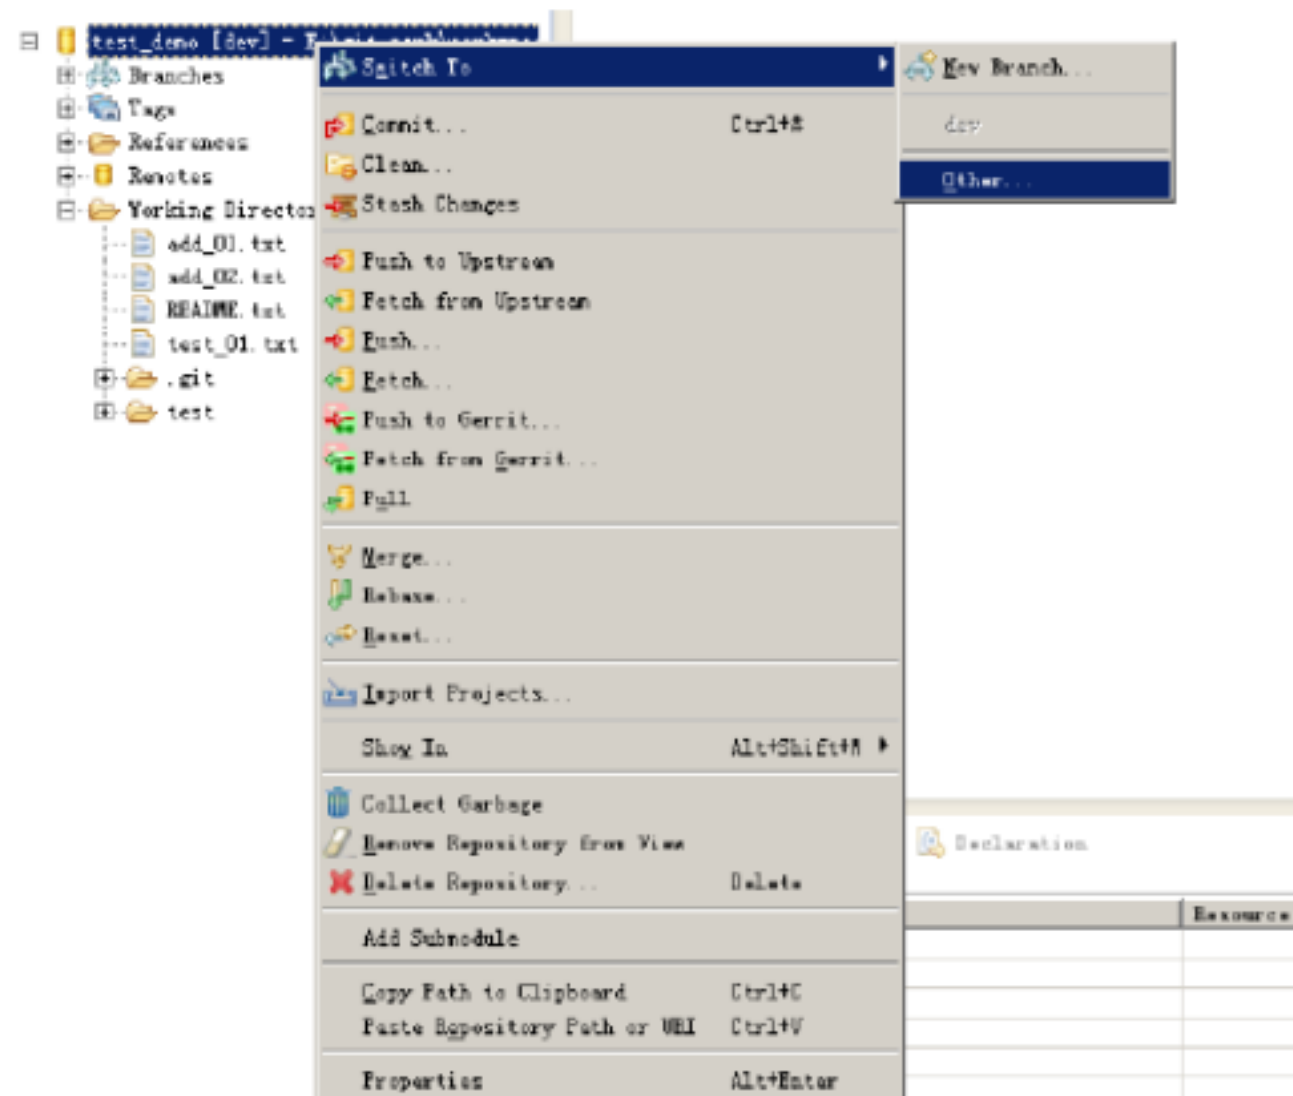 test_demo [dev] -
Branches
Tags
References
Remotes
Working Director
add_01.txt
add_02.txt
README.txt
test_01.txt
.git
test
Switch To
New Branch...
dev
Other...
Commit... Ctrl+#
Clean...
Stash Changes
Push to Upstream
Fetch from Upstream
Push...
Fetch...
Push to Gerrit...
Fetch from Gerrit...
Pull
Merge...
Rebase...
Reset...
Import Projects...
Show In Alt+Shift+W
Collect Garbage
Remove Repository from View
Delete Repository... Delete
Add Submodule
Copy Path to Clipboard Ctrl+C
Paste Repository Path or URI Ctrl+V
Properties Alt+Enter
Declaration
Resource